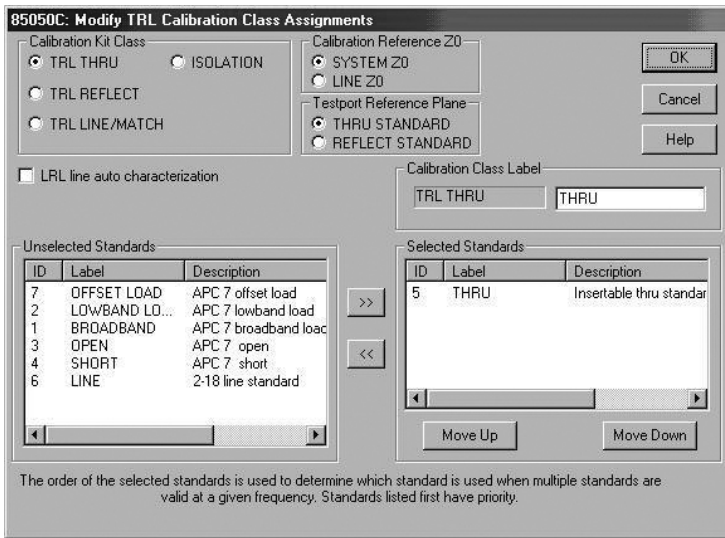 85050C: Modify TRL Calibration Class Assignments
Calibration Kit Class
TRL THRU
ISOLATION
TRL REFLECT
TRL LINE/MATCH
Calibration Reference Z0
SYSTEM Z0
LINE Z0
Testport Reference Plane
THRU STANDARD
REFLECT STANDARD
OK
Cancel
Help
LRL line auto characterization
Calibration Class Label
TRL THRU
THRU
Unselected Standards
ID Label Description
7 OFFSET LOAD APC 7 offset load
2 LOWBAND LO... APC 7 lowband load
1 BROADBAND APC 7 broadband load
3 OPEN APC 7 open
4 SHORT APC 7 short
6 LINE 2-18 line standard
>>
<<
Selected Standards
ID Label Description
5 THRU Insertable thru standar
Move Up
Move Down
The order of the selected standards is used to determine which standard is used when multiple standards are
valid at a given frequency. Standards listed first have priority.